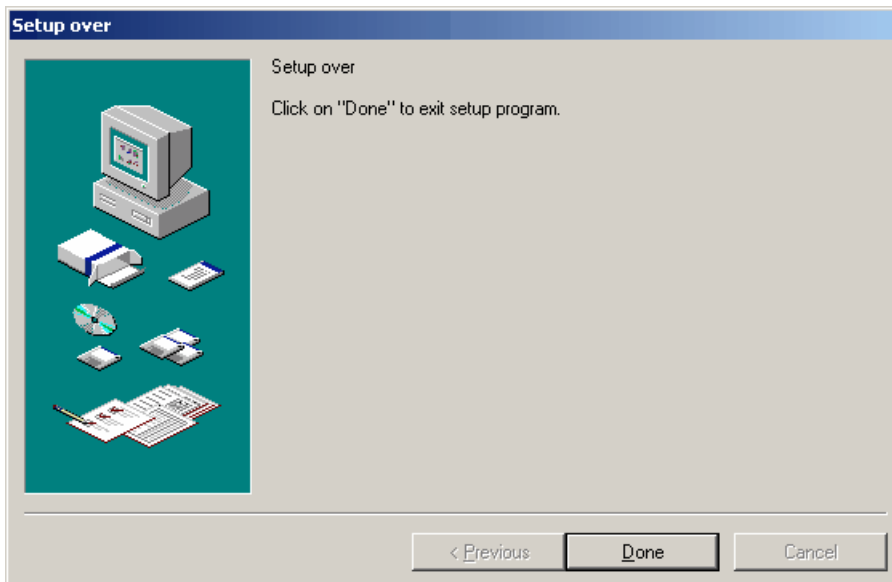 Setup over
Setup over
Click on "Done" to exit setup program.
< Previous
Done
Cancel